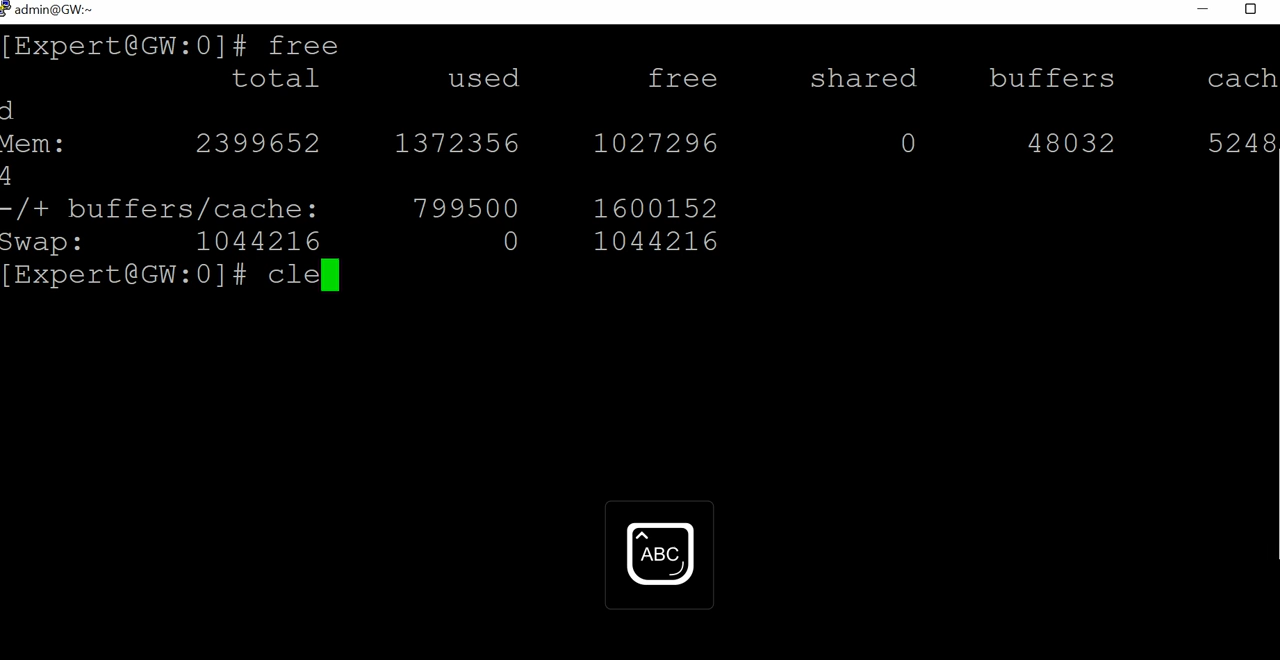 admin@GW:~
[Expert@GW:0]# free
total used free shared buffers cach
d
Mem: 2399652 1372356 1027296 0 48032 5248
4
-/+ buffers/cache: 799500 1600152
Swap: 1044216 0 1044216
[Expert@GW:0]# cle
ABC